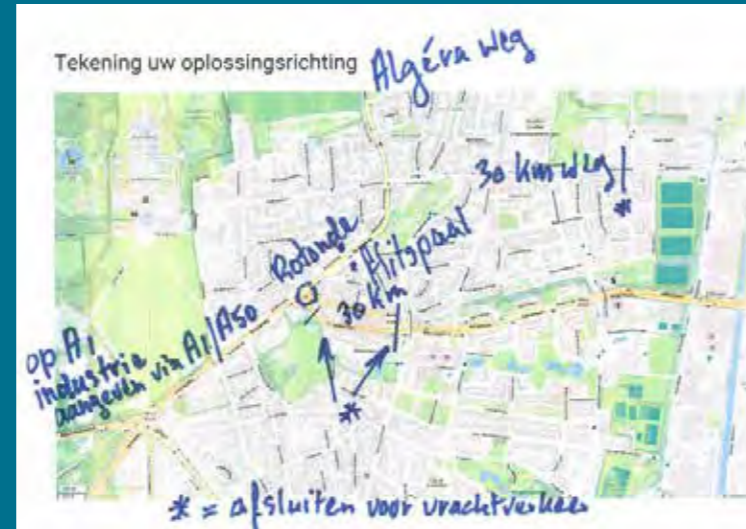 Tekening uw oplossingsrichting
Algéra weg
30 km weg
*
Rotonde
Flitspaal
30 km
op A1
industrie
aangeven via A1/A50
*
* = afsluiten voor vrachtverkeer